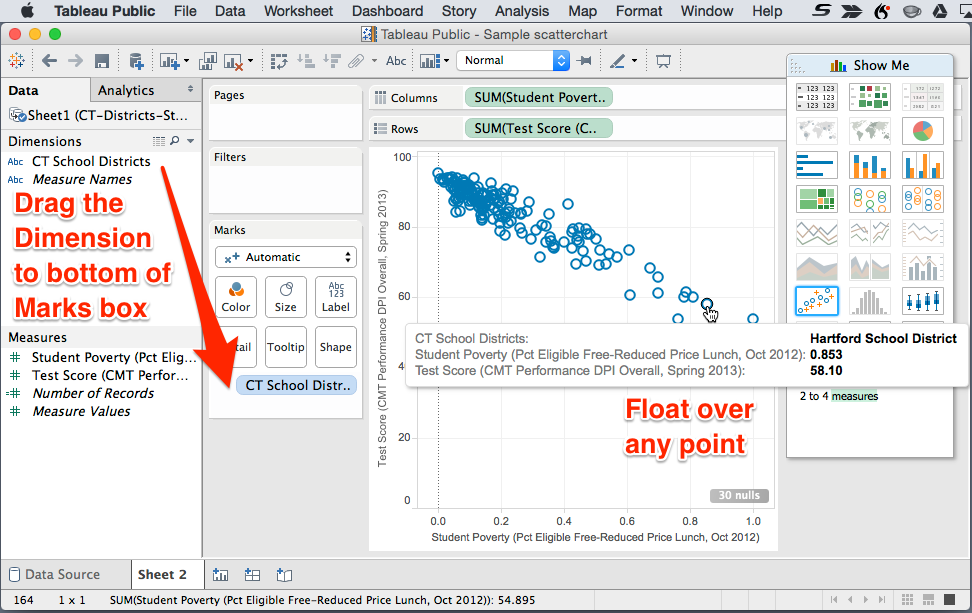 Tableau Public File Data Worksheet Dashboard Story Analysis Map Format Window Help
Tableau Public - Sample scatterchart
Abc Normal
Data Analytics
Sheet1 (CT-Districts-St...
Dimensions
Abc CT School Districts
Abc Measure Names
Drag the
Dimension
to bottom of
Marks box
Measures
# Student Poverty (Pct Elig...
# Test Score (CMT Perfor...
# Number of Records
# Measure Values
Pages
Filters
Marks
Automatic
Color Size Abc 123 Label
tail Tooltip Shape
CT School Distr..
Columns SUM(Student Povert..
Rows SUM(Test Score (C..
Test Score (CMT Performance DPI Overall, Spring 2013)
100
80
60
4
20
0
0.0 0.2 0.4 0.6 0.8 1.0
Student Poverty (Pct Eligible Free-Reduced Price Lunch, Oct 2012)
30 nulls
CT School Districts: Hartford School District
Student Poverty (Pct Eligible Free-Reduced Price Lunch, Oct 2012): 0.853
Test Score (CMT Performance DPI Overall, Spring 2013): 58.10
Float over
any point
Show Me
2 to 4 measures
Data Source Sheet 2
164 1 x 1 SUM(Student Poverty (Pct Eligible Free-Reduced Price Lunch, Oct 2012)): 54.895